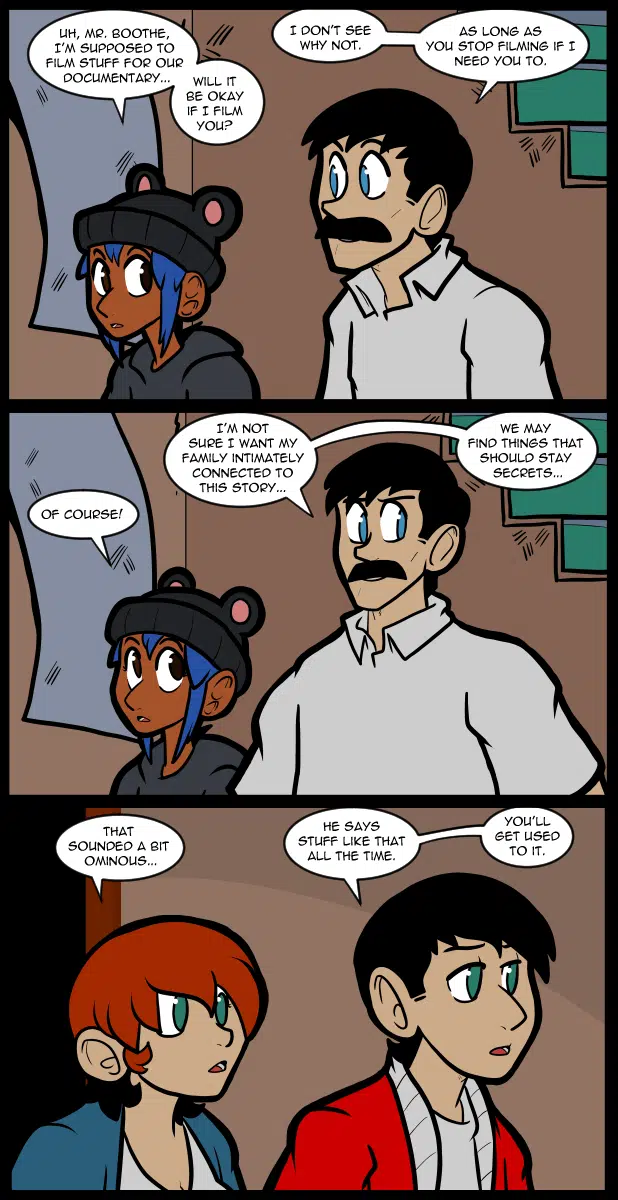 UH, MR. BOOTHE,
I'M SUPPOSED TO
FILM STUFF FOR OUR
DOCUMENTARY...
WILL IT
BE OKAY
IF I FILM
YOU?
I DON'T SEE
WHY NOT.
AS LONG AS
YOU STOP FILMING IF I
NEED YOU TO.
OF COURSE!
I'M NOT
SURE I WANT MY
FAMILY INTIMATELY
CONNECTED TO
THIS STORY...
WE MAY
FIND THINGS THAT
SHOULD STAY
SECRETS...
THAT
SOUNDED A BIT
OMINOUS...
HE SAYS
STUFF LIKE THAT
ALL THE TIME.
YOU'LL
GET USED
TO IT.